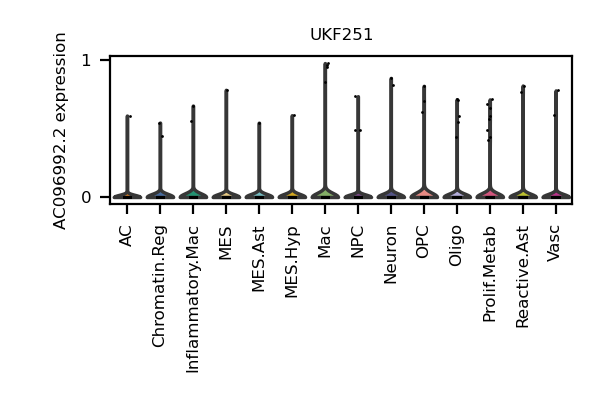 UKF251
AC096992.2 expression
1
0
AC
Chromatin.Reg
Inflammatory.Mac
MES
MES.Ast
MES.Hyp
Mac
NPC
Neuron
OPC
Oligo
Prolif.Metab
Reactive.Ast
Vasc